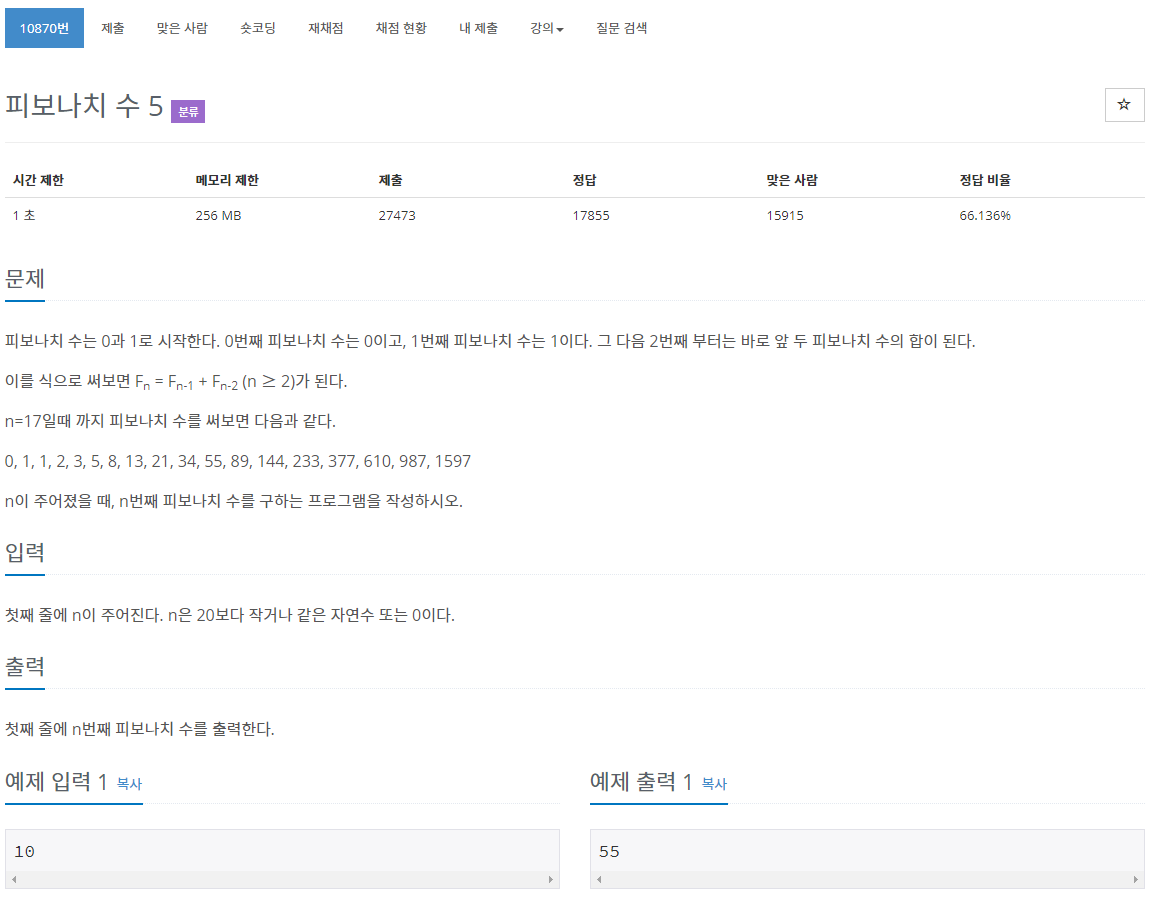 10870번 제출 맞은 사람 숏코딩 재채점 채점 현황 내 제출 강의 질문 검색
피보나치 수 5 분류
시간 제한 메모리 제한 제출 정답 맞은 사람 정답 비율
1 초 256 MB 27473 17855 15915 66.136%
문제
피보나치 수는 0과 1로 시작한다. 0번째 피보나치 수는 0이고, 1번째 피보나치 수는 1이다. 그 다음 2번째 부터는 바로 앞 두 피보나치 수의 합이 된다.
이를 식으로 써보면 Fn = Fn-1 + Fn-2 (n ≥ 2)가 된다.
n=17일때 까지 피보나치 수를 써보면 다음과 같다.
0, 1, 1, 2, 3, 5, 8, 13, 21, 34, 55, 89, 144, 233, 377, 610, 987, 1597
n이 주어졌을 때, n번째 피보나치 수를 구하는 프로그램을 작성하시오.
입력
첫째 줄에 n이 주어진다. n은 20보다 작거나 같은 자연수 또는 0이다.
출력
첫째 줄에 n번째 피보나치 수를 출력한다.
예제 입력 1 복사 예제 출력 1 복사
10 55